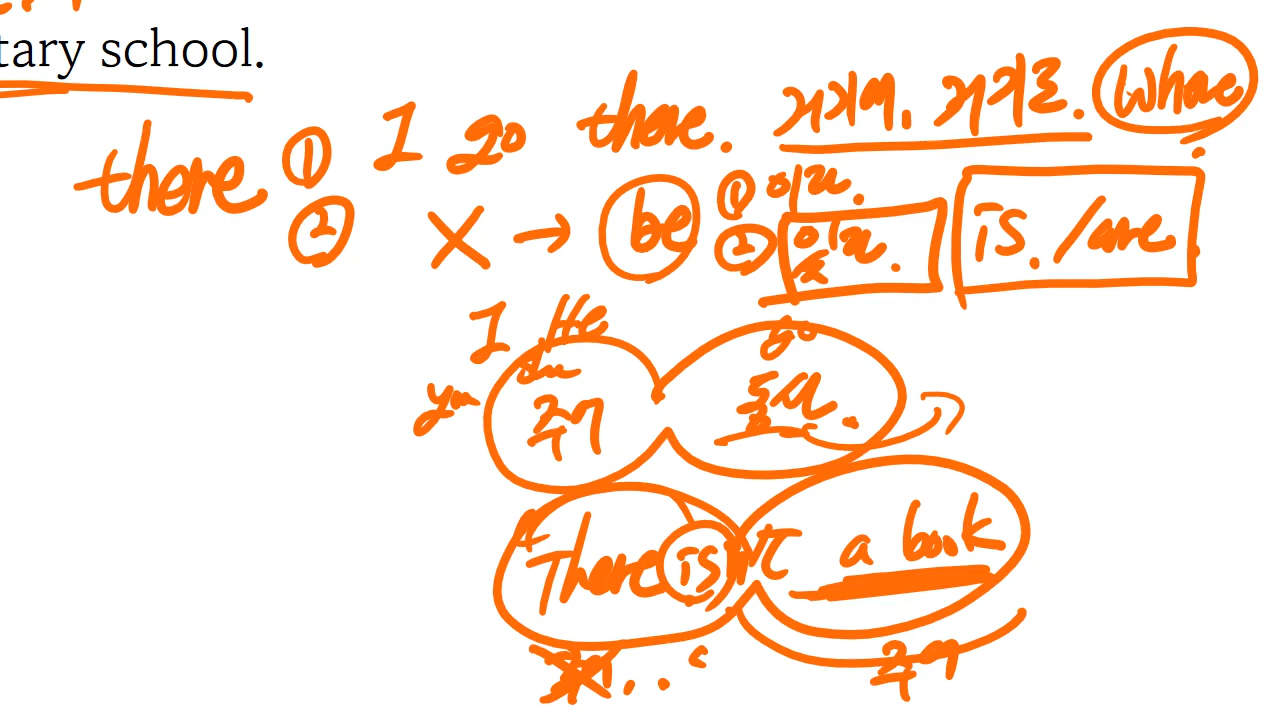 tary school.
there ① I go there. 거기에. 거기로. Where?
② X → be ① 이다. ② 있다. is. / are
I He
you She 주어 go 동사.
There is a book
주어